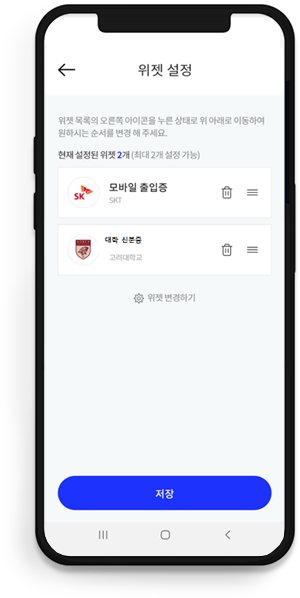 위젯 설정
위젯 목록의 오른쪽 아이콘을 누른 상태로 위 아래로 이동하여
원하시는 순서를 변경 해 주세요.
현재 설정된 위젯 2개 (최대 2개 설정 가능)
SK
모바일 출입증
SKT
대학 신분증
고려대학교
위젯 변경하기
저장